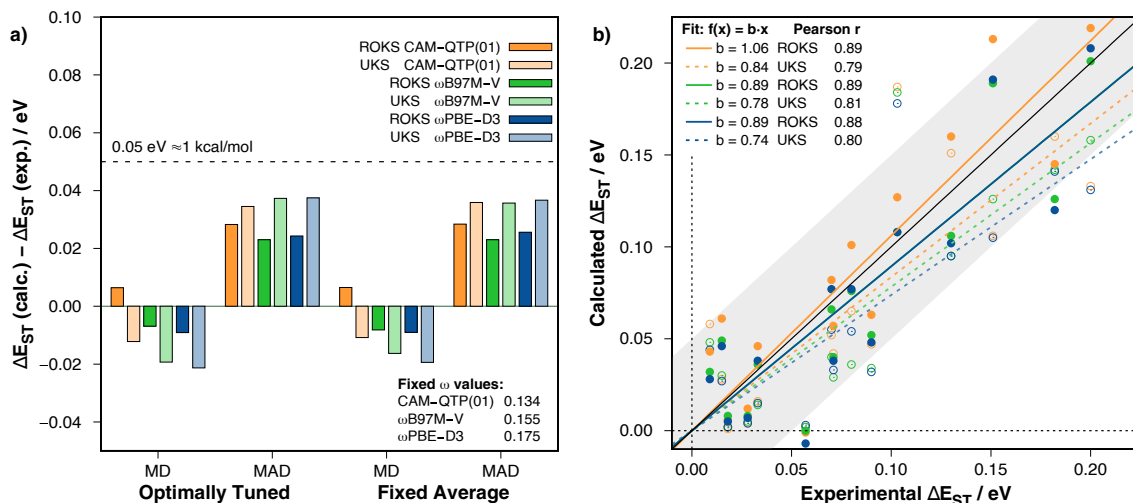 a)
ΔE_ST (calc.) − ΔE_ST (exp.) / eV
0.10
0.08
0.06
0.04
0.02
0.00
−0.02
−0.04
ROKS CAM−QTP(01)
UKS CAM−QTP(01)
ROKS ωB97M−V
UKS ωB97M−V
ROKS ωPBE−D3
UKS ωPBE−D3
0.05 eV ≈1 kcal/mol
Fixed ω values:
CAM−QTP(01) 0.134
ωB97M−V 0.155
ωPBE−D3 0.175
MD MAD MD MAD
Optimally Tuned Fixed Average
b)
Calculated ΔE_ST / eV
0.20
0.15
0.10
0.05
0.00
Fit: f(x) = b·x Pearson r
b = 1.06 ROKS 0.89
b = 0.84 UKS 0.79
b = 0.89 ROKS 0.89
b = 0.78 UKS 0.81
b = 0.89 ROKS 0.88
b = 0.74 UKS 0.80
0.00 0.05 0.10 0.15 0.20
Experimental ΔE_ST / eV